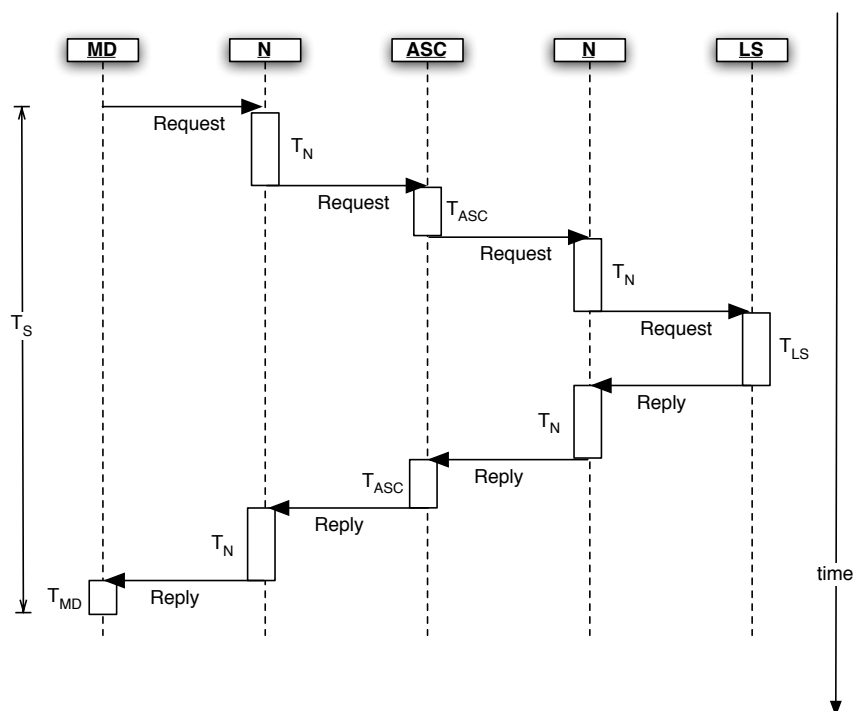 MD N ASC N LS
Request
T_N
Request
T_ASC
Request
T_N
Request
T_S
T_LS
Reply
T_N
Reply
T_ASC
Reply
T_N
time
Reply
T_MD